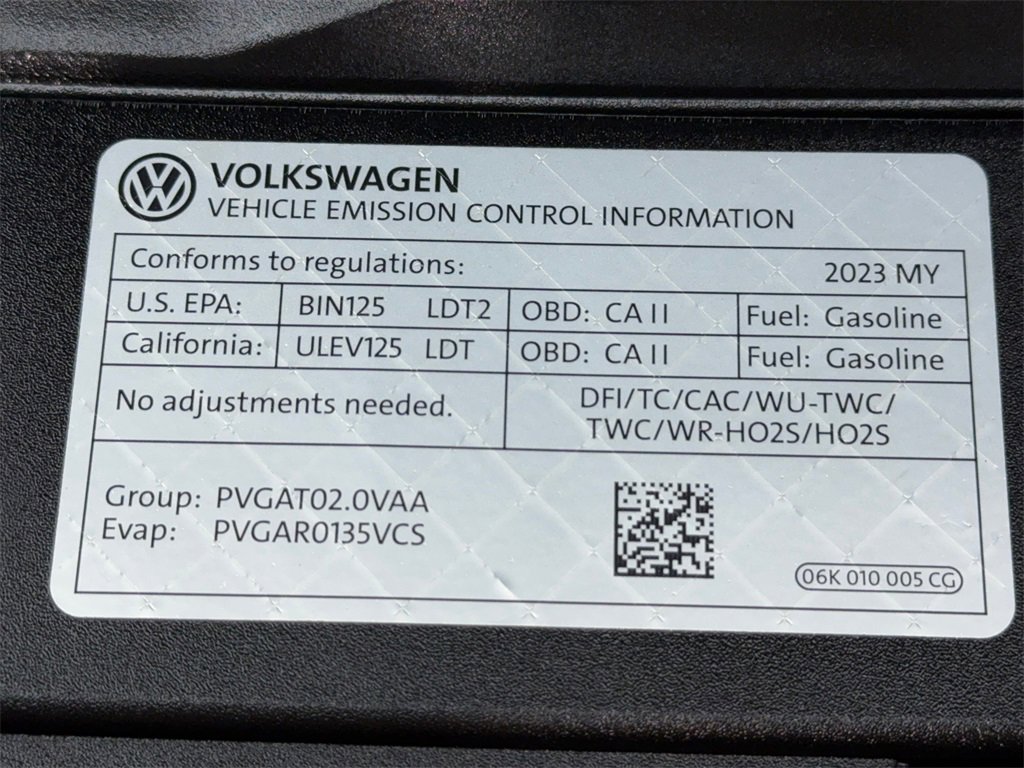 VOLKSWAGEN
VEHICLE EMISSION CONTROL INFORMATION
Conforms to regulations: 2023 MY
U.S. EPA: BIN125 LDT2 OBD: CA II Fuel: Gasoline
California: ULEV125 LDT OBD: CA II Fuel: Gasoline
No adjustments needed.
DFI/TC/CAC/WU-TWC/
TWC/WR-HO2S/HO2S
Group: PVGAT02.0VAA
Evap: PVGAR0135VCS
06K 010 005 CG